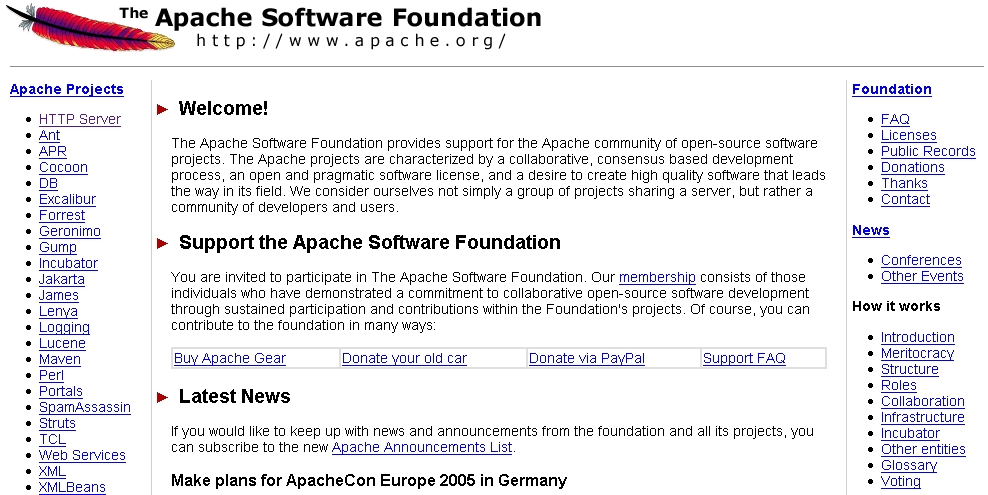 The Apache Software Foundation
http://www.apache.org/
Apache Projects
HTTP Server
Ant
APR
Cocoon
DB
Excalibur
Forrest
Geronimo
Gump
Incubator
Jakarta
James
Lenya
Logging
Lucene
Maven
Perl
Portals
SpamAssassin
Struts
TCL
Web Services
XML
XMLBeans
Welcome!
The Apache Software Foundation provides support for the Apache community of open-source software
projects. The Apache projects are characterized by a collaborative, consensus based development
process, an open and pragmatic software license, and a desire to create high quality software that leads
the way in its field. We consider ourselves not simply a group of projects sharing a server, but rather a
community of developers and users.
Support the Apache Software Foundation
You are invited to participate in The Apache Software Foundation. Our membership consists of those
individuals who have demonstrated a commitment to collaborative open-source software development
through sustained participation and contributions within the Foundation's projects. Of course, you can
contribute to the foundation in many ways:
Buy Apache Gear Donate your old car Donate via PayPal Support FAQ
Latest News
If you would like to keep up with news and announcements from the foundation and all its projects, you
can subscribe to the new Apache Announcements List.
Make plans for ApacheCon Europe 2005 in Germany
Foundation
FAQ
Licenses
Public Records
Donations
Thanks
Contact
News
Conferences
Other Events
How it works
Introduction
Meritocracy
Structure
Roles
Collaboration
Infrastructure
Incubator
Other entities
Glossary
Voting